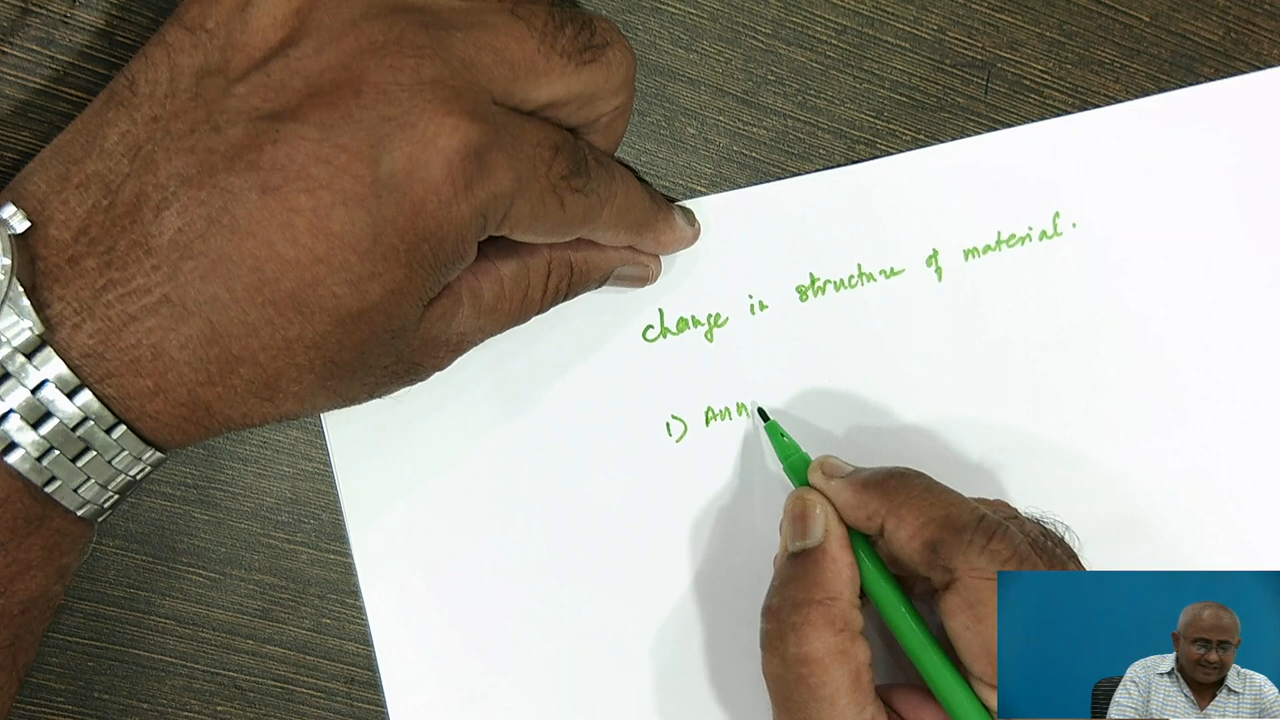 change in structure of material.
1) Ann